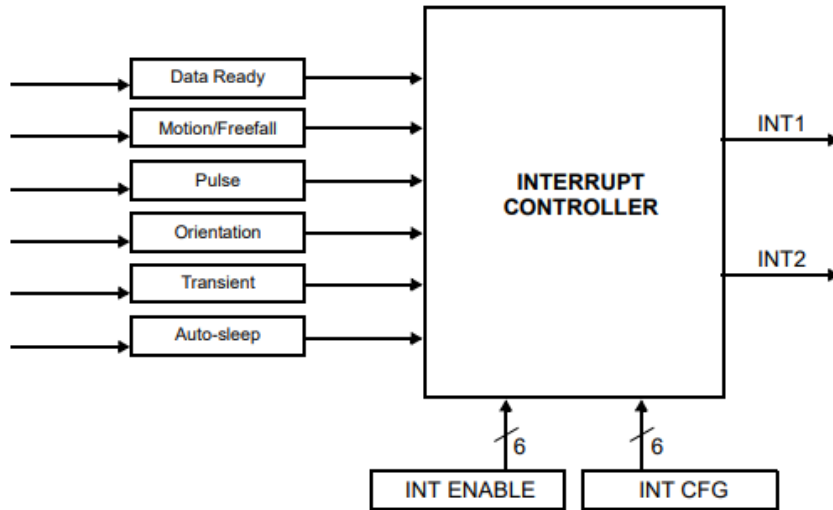 Data Ready
Motion/Freefall
Pulse
Orientation
Transient
Auto-sleep
INTERRUPT
CONTROLLER
INT1
INT2
6
6
INT ENABLE
INT CFG